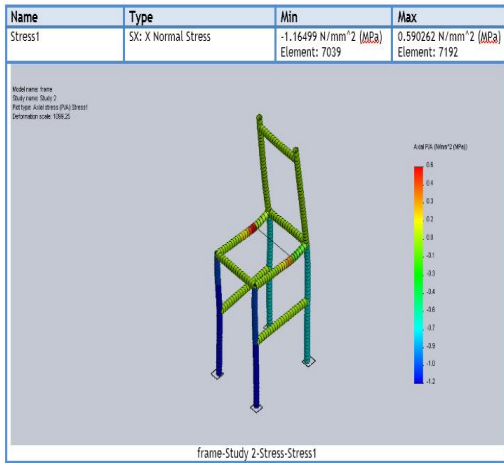 Name Type Min Max
Stress1 SX: X Normal Stress -1.16499 N/mm^2 (MPa) 0.590262 N/mm^2 (MPa)
Element: 7039 Element: 7192
Model name: frame
Study name: Study 2
Plot type: Axial stress (P/A) Stress1
Deformation scale: 1099.25
Axial P/A (N/mm^2 (MPa))
0.6
0.4
0.3
0.2
0.0
-0.1
-0.3
-0.4
-0.6
-0.7
-0.9
-1.0
-1.2
frame-Study 2-Stress-Stress1